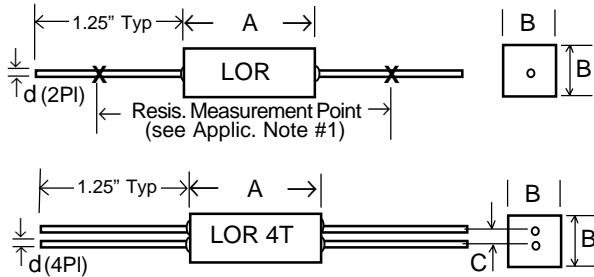 1.25" Typ
A
B
LOR
B
d (2Pl)
Resis. Measurement Point
(see Applic. Note #1)
1.25" Typ
A
B
LOR 4T
B
d(4Pl)
C